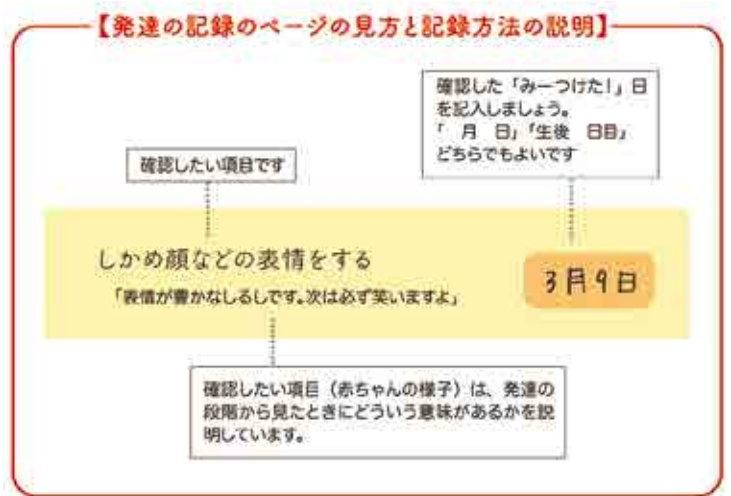 【発達の記録のページの見方と記録方法の説明】
確認した「みーつけた！」日
を記入しましょう。
「　月　日」「生後　日目」
どちらでもよいです
確認したい項目です
しかめ顔などの表情をする
3月9日
「表情が豊かなしるしです。次は必ず笑いますよ」
確認したい項目（赤ちゃんの様子）は、発達の
段階から見たときにどういう意味があるかを説
明しています。